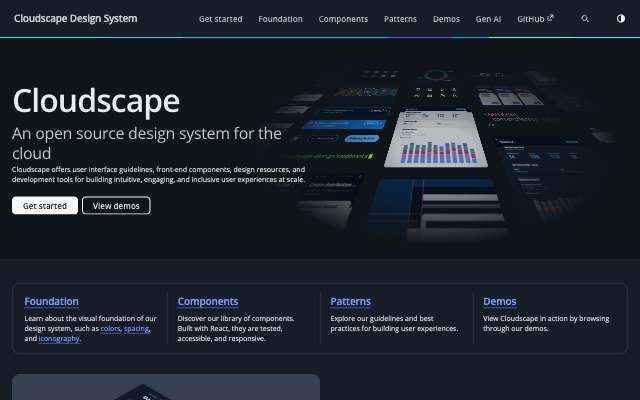 Cloudscape Design System
Get started
Foundation
Components
Patterns
Demos
Gen AI
GitHub
Cloudscape
An open source design system for the
cloud
Cloudscape offers user interface guidelines, front-end components, design resources, and
development tools for building intuitive, engaging, and inclusive user experiences at scale.
Get started
View demos
Foundation
Learn about the visual foundation of our
design system, such as colors, spacing,
and iconography.
Components
Discover our library of components.
Built with React, they are tested,
accessible, and responsive.
Patterns
Explore our guidelines and best
practices for building user experiences.
Demos
View Cloudscape in action by browsing
through our demos.